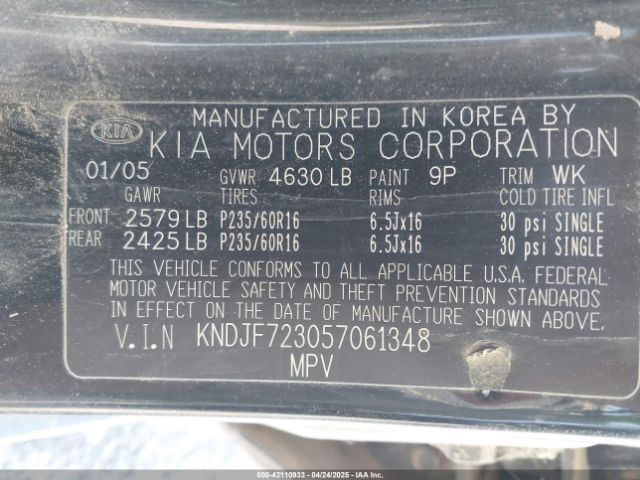 MANUFACTURED IN KOREA BY
KIA KIA MOTORS CORPORATION
01/05 GVWR 4630 LB PAINT 9P TRIM WK
GAWR TIRES RIMS COLD TIRE INFL
FRONT 2579 LB P235/60R16 6.5Jx16 30 psi SINGLE
REAR 2425 LB P235/60R16 6.5Jx16 30 psi SINGLE
THIS VEHICLE CONFORMS TO ALL APPLICABLE U.S.A. FEDERAL
MOTOR VEHICLE SAFETY AND THEFT PREVENTION STANDARDS
IN EFFECT ON THE DATE OF MANUFACTURE SHOWN ABOVE.
V.I.N KNDJF723057061348
MPV
000-42110933 - 04/24/2025 - IAAI.COM